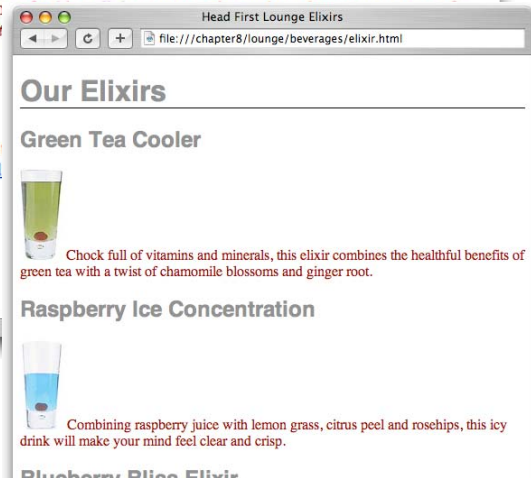 Head First Lounge Elixirs
file:///chapter8/lounge/beverages/elixir.html
Our Elixirs
Green Tea Cooler
Chock full of vitamins and minerals, this elixir combines the healthful benefits of
green tea with a twist of chamomile blossoms and ginger root.
Raspberry Ice Concentration
Combining raspberry juice with lemon grass, citrus peel and rosehips, this icy
drink will make your mind feel clear and crisp.
Blueberry Bliss Elixir